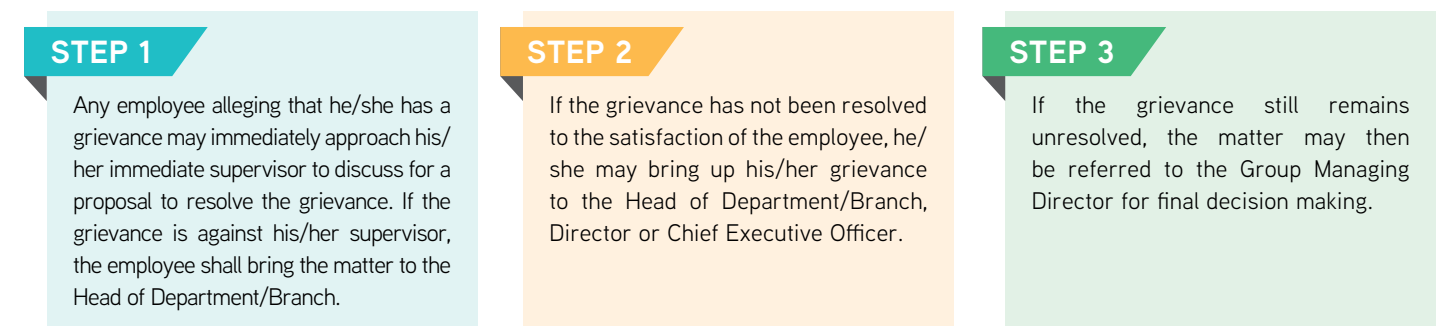 STEP 1
Any employee alleging that he/she has a
grievance may immediately approach his/
her immediate supervisor to discuss for a
proposal to resolve the grievance. If the
grievance is against his/her supervisor,
the employee shall bring the matter to the
Head of Department/Branch.
STEP 2
If the grievance has not been resolved
to the satisfaction of the employee, he/
she may bring up his/her grievance
to the Head of Department/Branch,
Director or Chief Executive Officer.
STEP 3
If the grievance still remains
unresolved, the matter may then
be referred to the Group Managing
Director for final decision making.